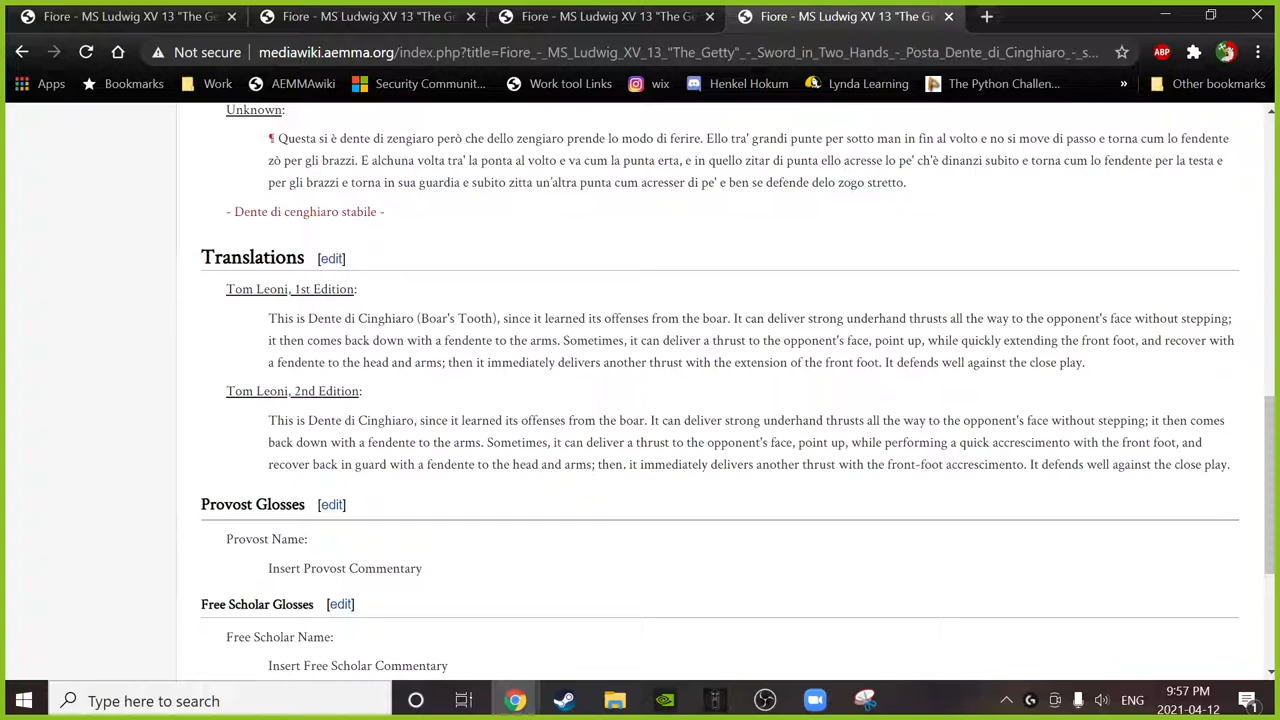 Fiore - MS Ludwig XV 13 "The Ge
Fiore - MS Ludwig XV 13 "The Get
Fiore - MS Ludwig XV 13 "The Get
Fiore - MS Ludwig XV 13 "The Ge
Not secure
mediawiki.aemma.org/index.php?title=Fiore_-_MS_Ludwig_XV_13_"The_Getty"_-_Sword_in_Two_Hands_-_Posta_Dente_di_Cinghiaro_-_s...
ABP
Apps Bookmarks Work AEMMAwiki Security Communit... Work tool Links wix Henkel Hokum Lynda Learning The Python Challen... » Other bookmarks
Unknown:
¶ Questa si è dente di zengiaro però che dello zengiaro prende lo modo di ferire. Ello tra' grandi punte per sotto man in fin al volto e no si move di passo e torna cum lo fendente
zò per gli brazzi. E alchuna volta tra' la ponta al volto e va cum la punta erta, e in quello zitar di punta ello acresse lo pe' ch'è dinanzi subito e torna cum lo fendente per la testa e
per gli brazzi e torna in sua guardia e subito zitta un'altra punta cum acresser di pe' e ben se defende delo zogo stretto.
- Dente di cenghiaro stabile -
Translations [edit]
Tom Leoni, 1st Edition:
This is Dente di Cinghiaro (Boar's Tooth), since it learned its offenses from the boar. It can deliver strong underhand thrusts all the way to the opponent's face without stepping;
it then comes back down with a fendente to the arms. Sometimes, it can deliver a thrust to the opponent's face, point up, while quickly extending the front foot, and recover with
a fendente to the head and arms; then it immediately delivers another thrust with the extension of the front foot. It defends well against the close play.
Tom Leoni, 2nd Edition:
This is Dente di Cinghiaro, since it learned its offenses from the boar. It can deliver strong underhand thrusts all the way to the opponent's face without stepping; it then comes
back down with a fendente to the arms. Sometimes, it can deliver a thrust to the opponent's face, point up, while performing a quick accrescimento with the front foot, and
recover back in guard with a fendente to the head and arms; then. it immediately delivers another thrust with the front-foot accrescimento. It defends well against the close play.
Provost Glosses [edit]
Provost Name:
Insert Provost Commentary
Free Scholar Glosses [edit]
Free Scholar Name:
Insert Free Scholar Commentary
Type here to search
ENG
9:57 PM
2021-04-12
1